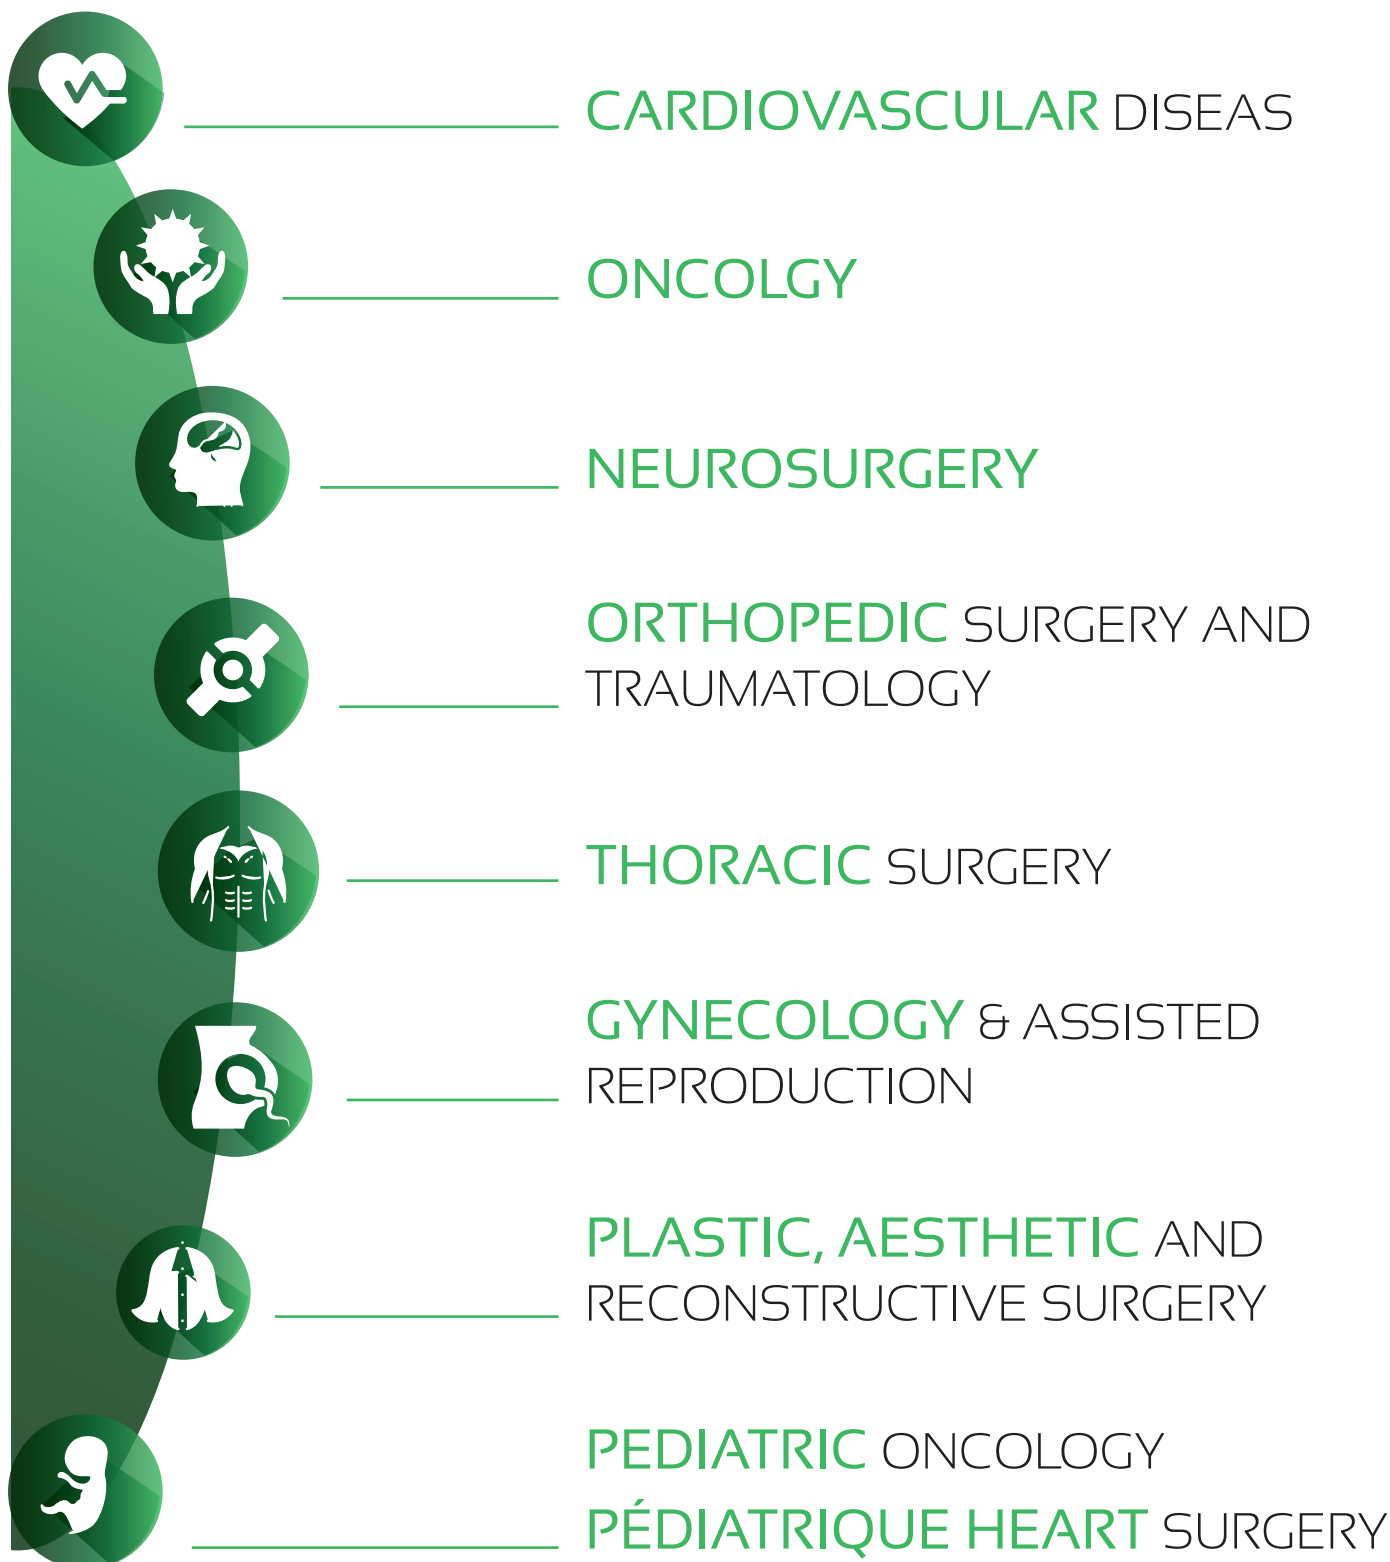 CARDIOVASCULAR DISEAS
ONCOLGY
NEUROSURGERY
ORTHOPEDIC SURGERY AND
TRAUMATOLOGY
THORACIC SURGERY
GYNECOLOGY & ASSISTED
REPRODUCTION
PLASTIC, AESTHETIC AND
RECONSTRUCTIVE SURGERY
PEDIATRIC ONCOLOGY
PÉDIATRIQUE HEART SURGERY